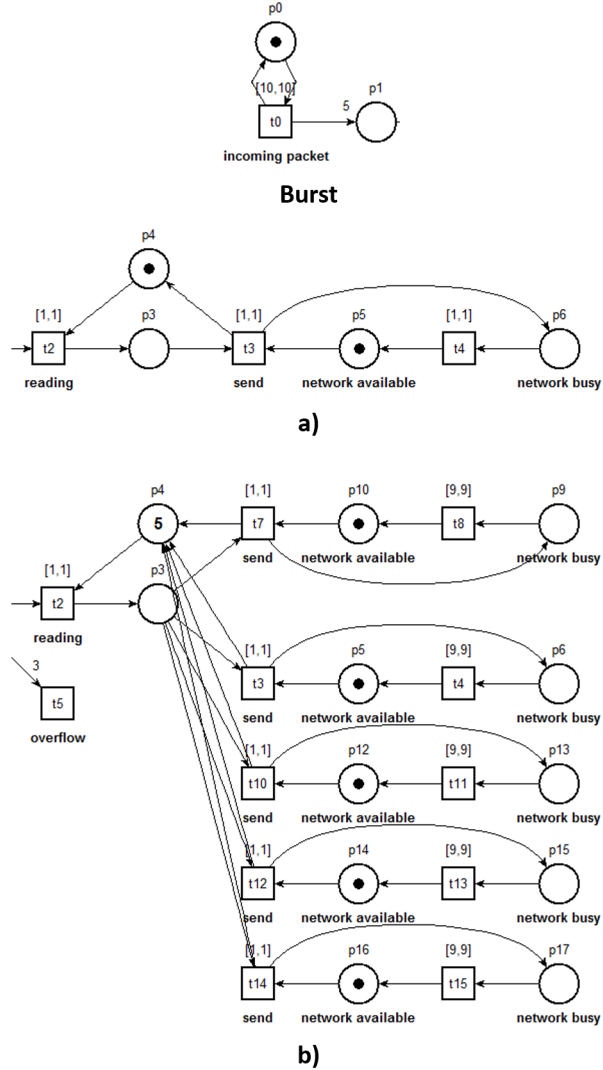 p0
[10,10]
5
p1
t0
incoming packet
Burst
p4
[1,1]
p3
[1,1]
p5
[1,1]
p6
t2
t3
t4
reading
send
network available
network busy
a)
p4
[1,1]
p10
[9,9]
p9
5
t7
t8
[1,1]
p3
send
network available
network busy
t2
reading
[1,1]
p5
[9,9]
p6
3
t3
t4
t5
send
network available
network busy
overflow
[1,1]
p12
[9,9]
p13
t10
t11
send
network available
network busy
[1,1]
p14
[9,9]
p15
t12
t13
send
network available
network busy
[1,1]
p16
[9,9]
p17
t14
t15
send
network available
network busy
b)